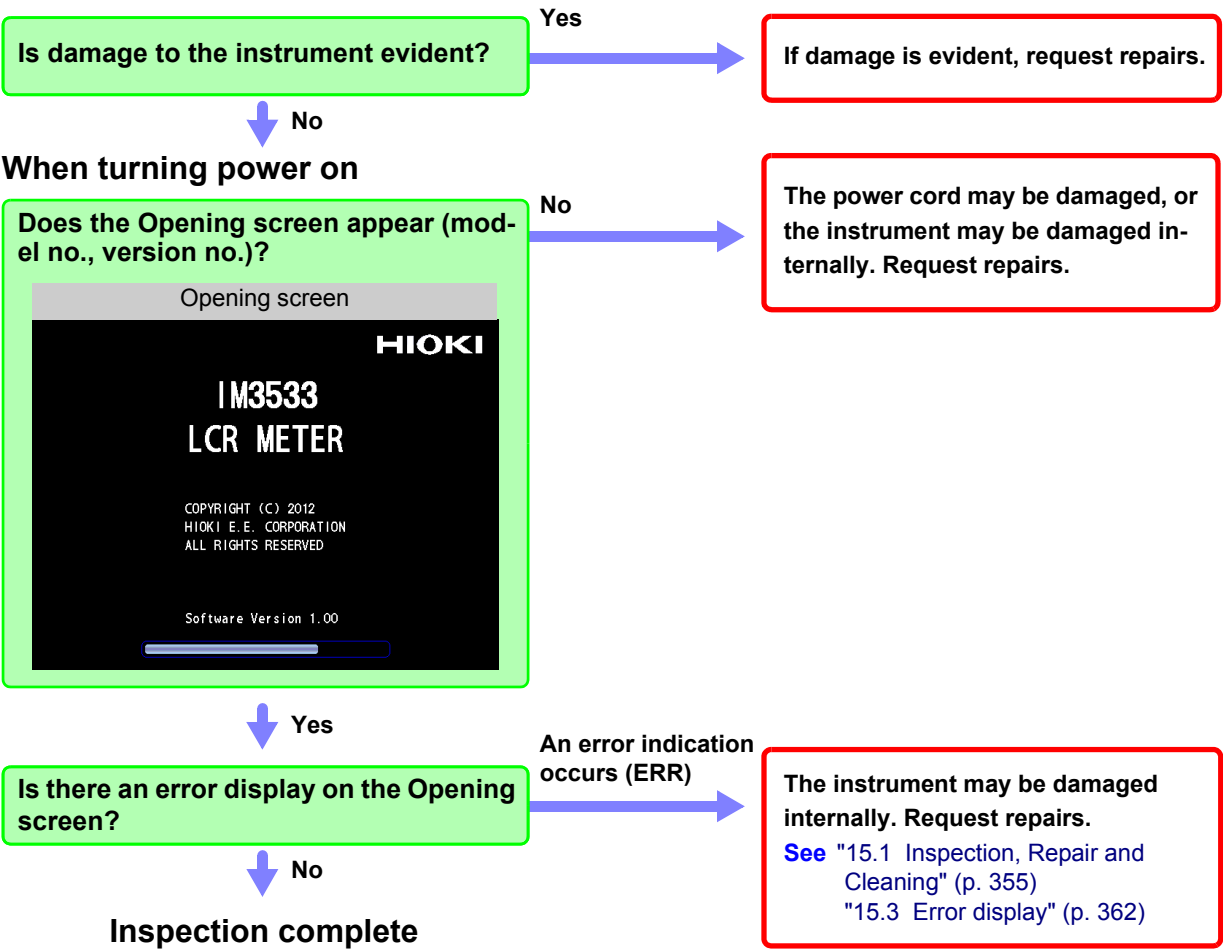 Is damage to the instrument evident?
Yes
If damage is evident, request repairs.
No
When turning power on
Does the Opening screen appear (mod-
el no., version no.)?
No
The power cord may be damaged, or
the instrument may be damaged in-
ternally. Request repairs.
Opening screen
HIOKI
IM3533
LCR METER
COPYRIGHT (C) 2012
HIOKI E.E. CORPORATION
ALL RIGHTS RESERVED
Software Version 1.00
Yes
Is there an error display on the Opening
screen?
An error indication
occurs (ERR)
The instrument may be damaged
internally. Request repairs.
See "15.1 Inspection, Repair and
Cleaning" (p. 355)
"15.3 Error display" (p. 362)
No
Inspection complete